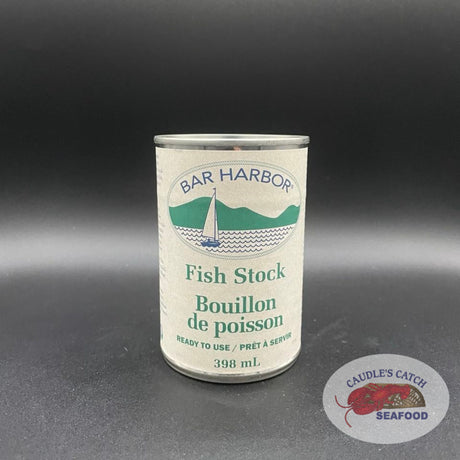 BAR HARBOR®
Fish Stock
Bouillon
de poisson
READY TO USE / PRÊT À SERVIR
398 mL
CAUDLE'S CATCH
SEAFOOD